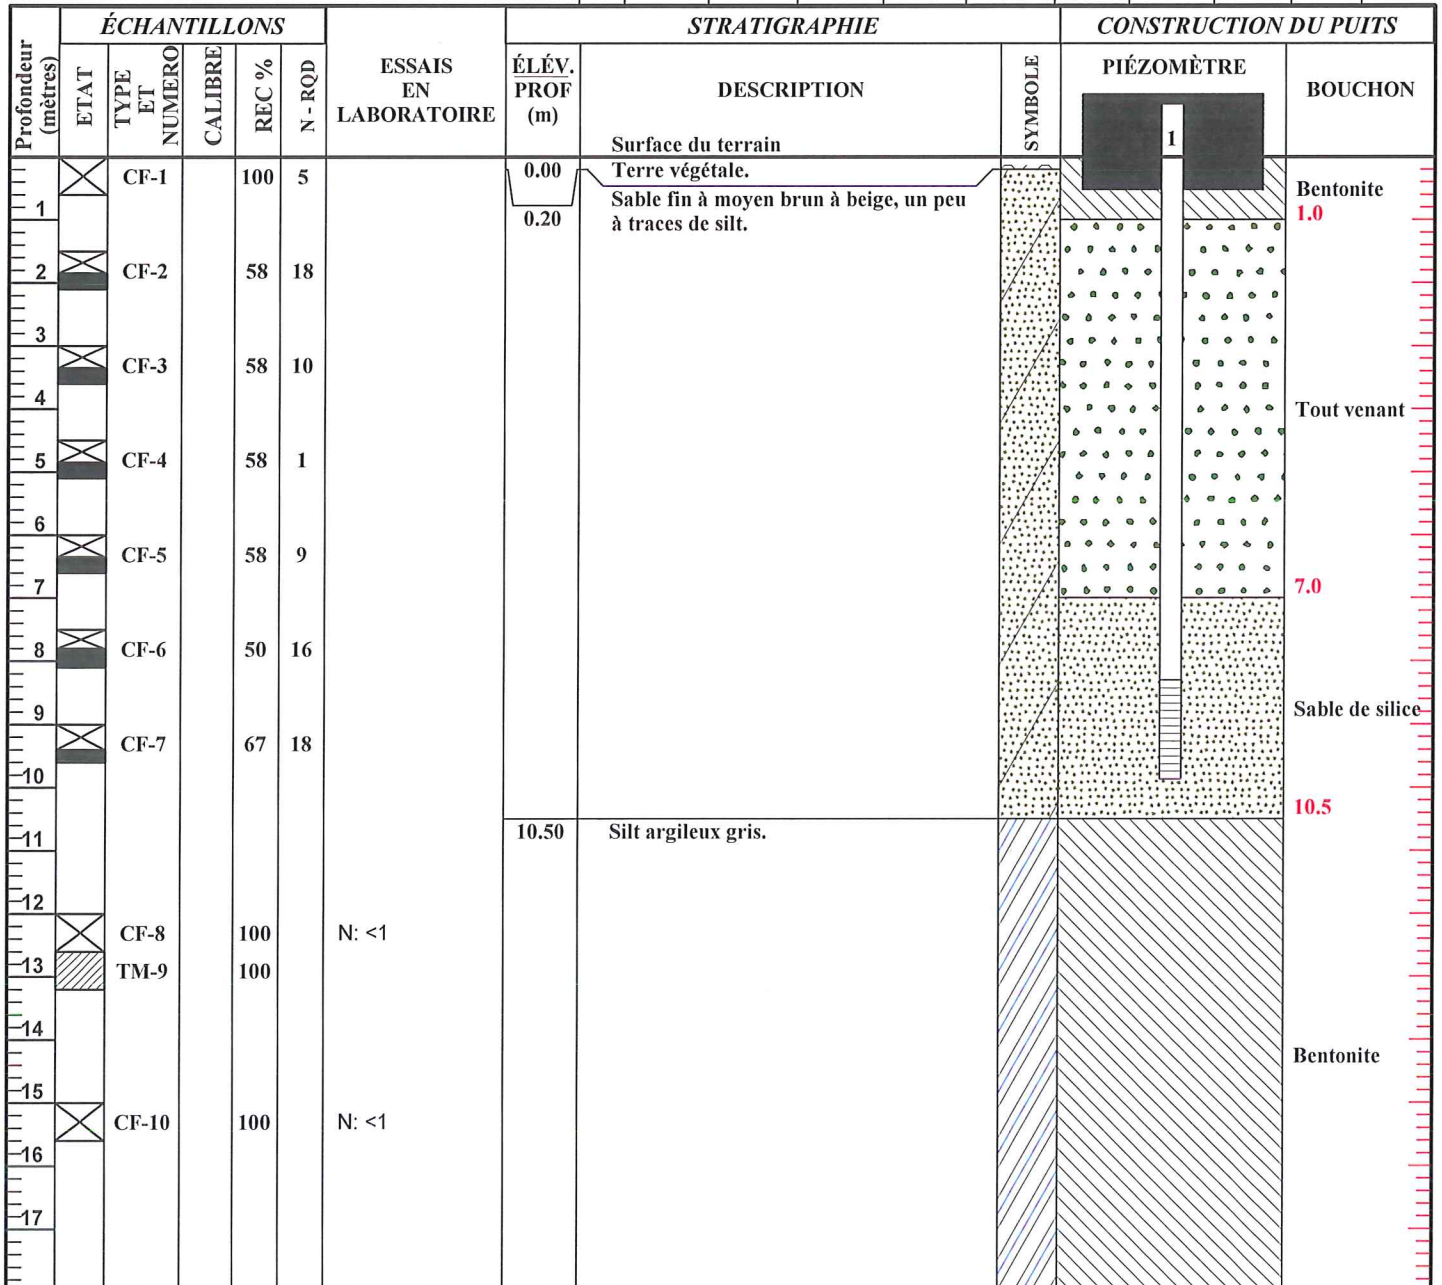 ÉCHANTILLONS
STRATIGRAPHIE
CONSTRUCTION DU PUITS
Profondeur
(mètres)
ETAT
TYPE
ET
NUMERO
CALIBRE
REC %
N - RQD
ESSAIS
EN
LABORATOIRE
ÉLÉV.
PROF
(m)
DESCRIPTION
SYMBOLE
PIÉZOMÈTRE
BOUCHON
Surface du terrain
1
CF-1 100 5
0.00 Terre végétale.
Bentonite
1
0.20
Sable fin à moyen brun à beige, un peu
à traces de silt.
1.0
2
CF-2 58 18
3
CF-3 58 10
4
Tout venant
5
CF-4 58 1
6
CF-5 58 9
7
7.0
8
CF-6 50 16
9
Sable de silice
CF-7 67 18
10
10.5
11
10.50 Silt argileux gris.
12
CF-8 100 N: <1
13
TM-9 100
14
Bentonite
15
CF-10 100 N: <1
16
17